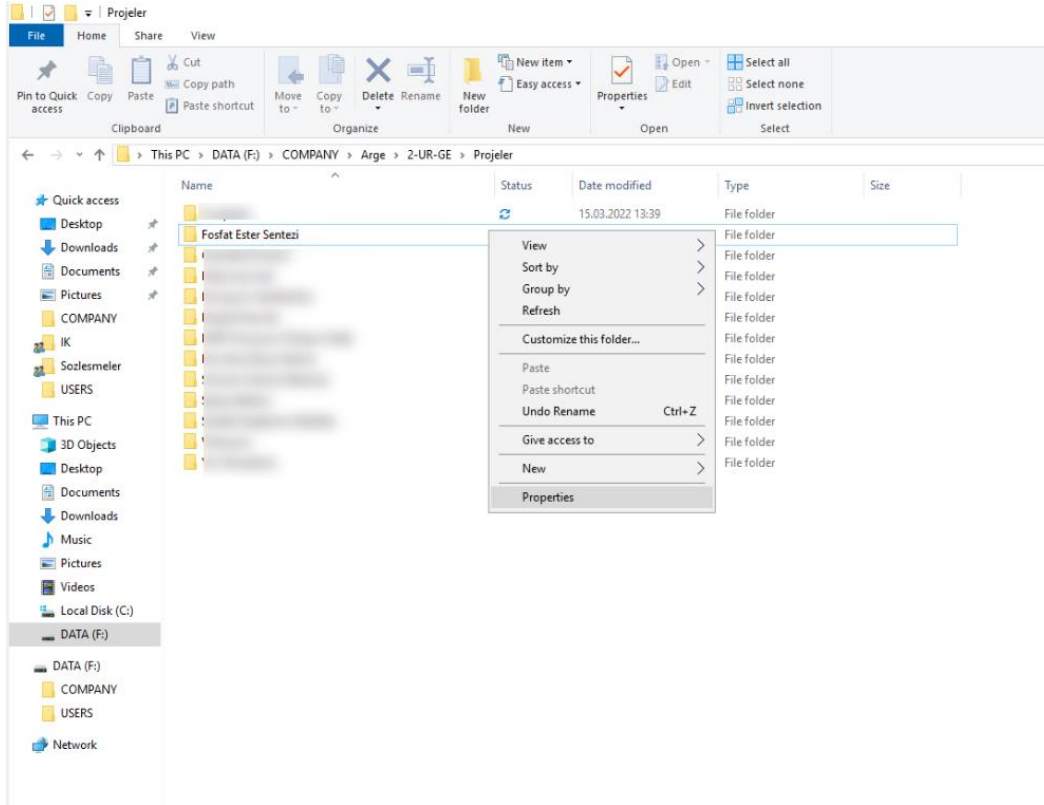 Projeler
File Home Share View
Pin to Quick access
Copy
Paste
Cut
Copy path
Paste shortcut
Clipboard
Move to
Copy to
Delete
Rename
Organize
New folder
New item
Easy access
New
Properties
Open
Edit
Open
Select all
Select none
Invert selection
Select
This PC > DATA (F:) > COMPANY > Arge > 2-UR-GE > Projeler
Name Status Date modified Type Size
15.03.2022 13:39 File folder
Fosfat Ester Sentezi File folder
File folder
File folder
File folder
File folder
File folder
File folder
File folder
File folder
File folder
File folder
File folder
View
Sort by
Group by
Refresh
Customize this folder...
Paste
Paste shortcut
Undo Rename Ctrl+Z
Give access to
New
Properties
Quick access
Desktop
Downloads
Documents
Pictures
COMPANY
IK
Sozlesmeler
USERS
This PC
3D Objects
Desktop
Documents
Downloads
Music
Pictures
Videos
Local Disk (C:)
DATA (F:)
DATA (F:)
COMPANY
USERS
Network